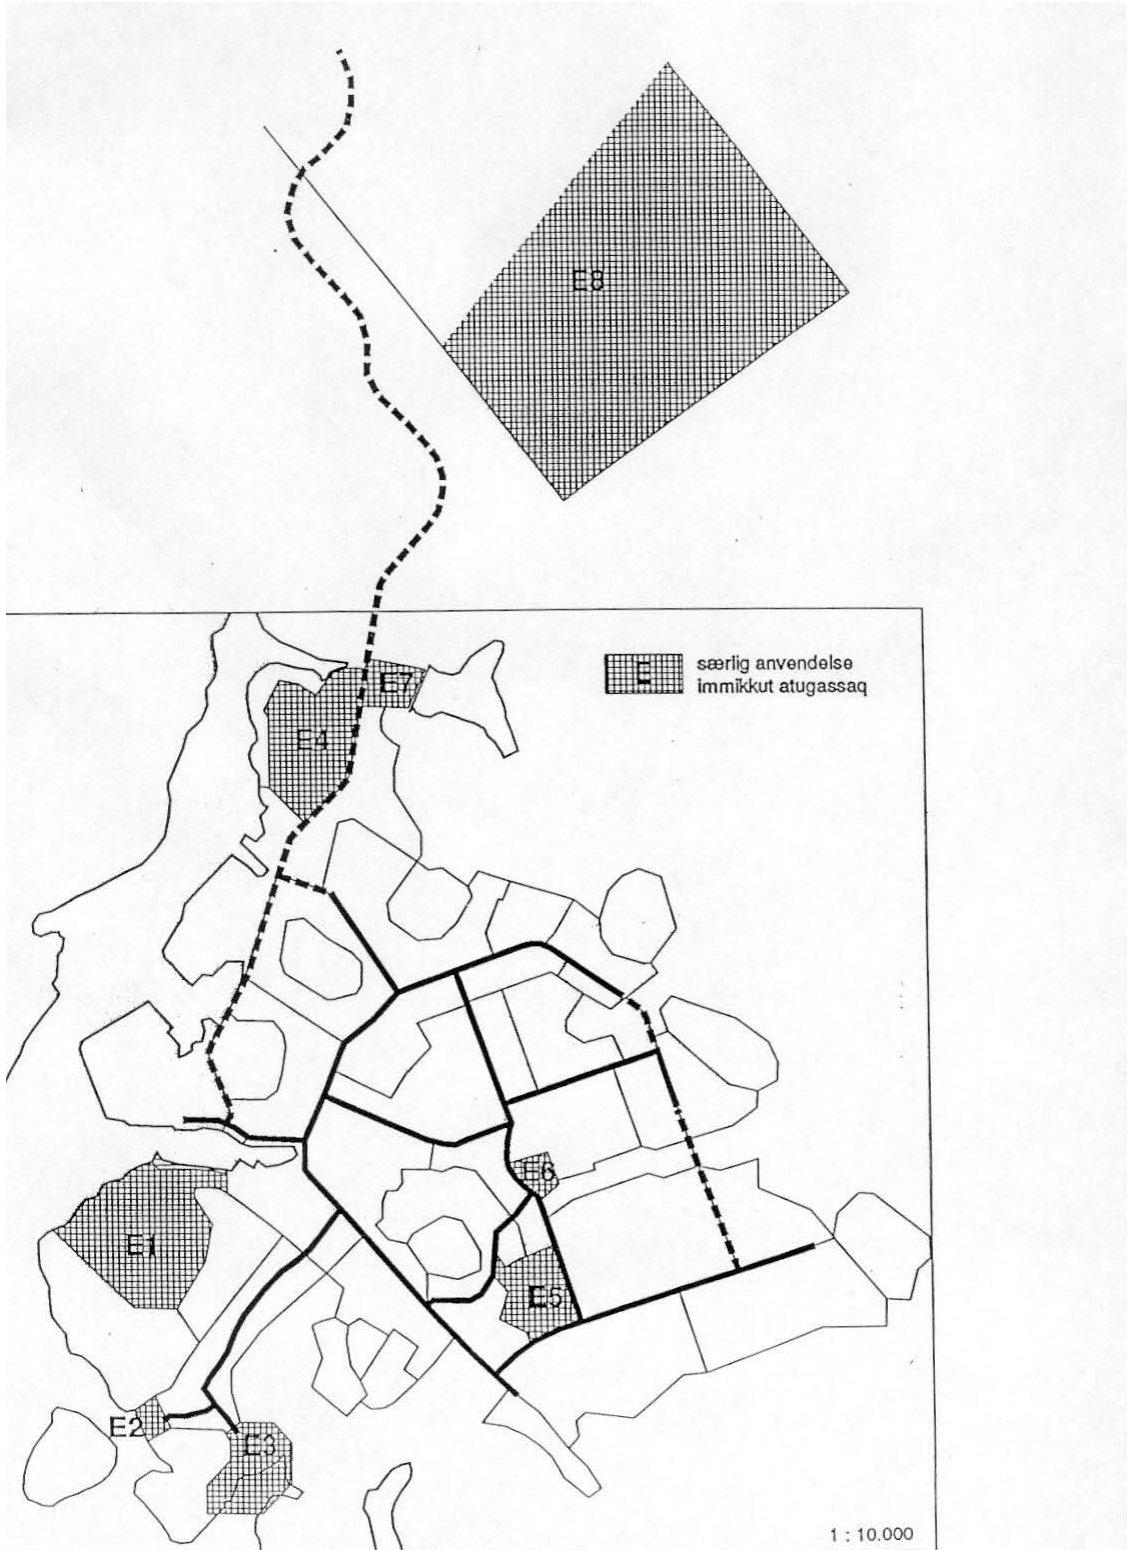 E8
E7
E
særlig anvendelse
immikkut atugassaq
E4
E6
E1
E5
E2
E3
1 : 10.000